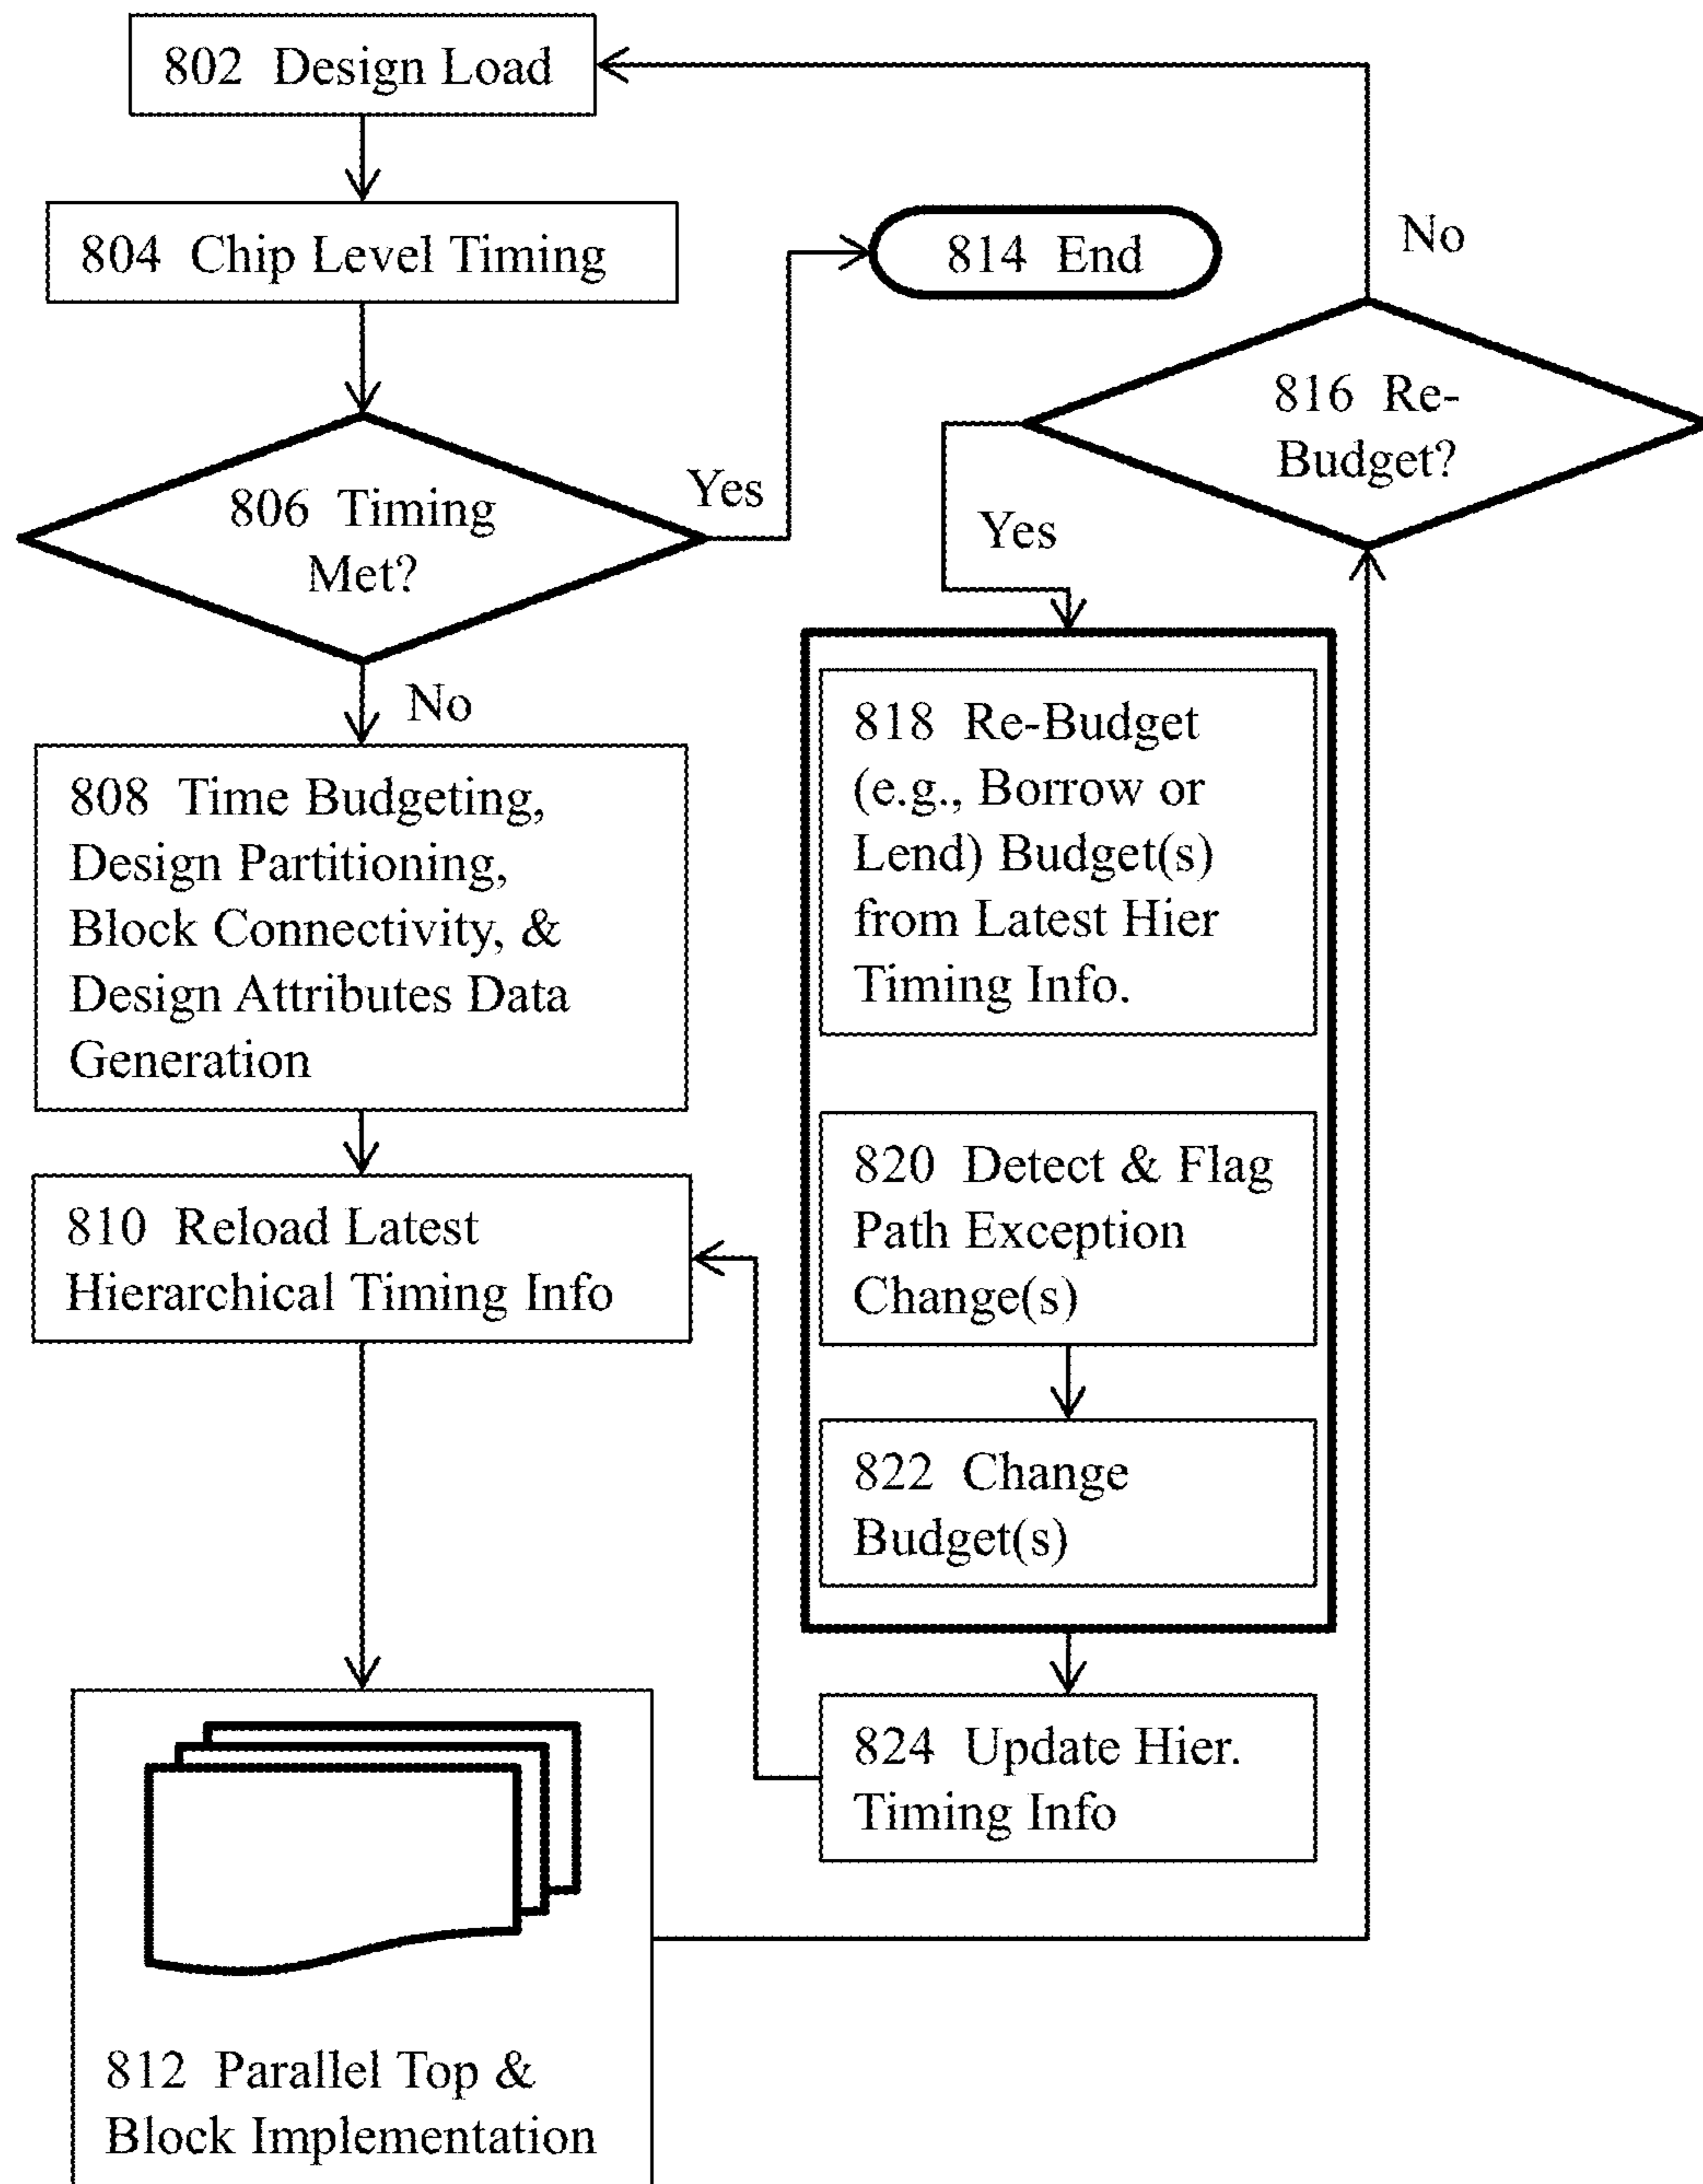 802 Design Load
804 Chip Level Timing
806 Timing
Met?
Yes
No
808 Time Budgeting,
Design Partitioning,
Block Connectivity, &
Design Attributes Data
Generation
810 Reload Latest
Hierarchical Timing Info
812 Parallel Top &
Block Implementation
814 End
816 Re-
Budget?
No
Yes
818 Re-Budget
(e.g., Borrow or
Lend) Budget(s)
from Latest Hier
Timing Info.
820 Detect & Flag
Path Exception
Change(s)
822 Change
Budget(s)
824 Update Hier.
Timing Info